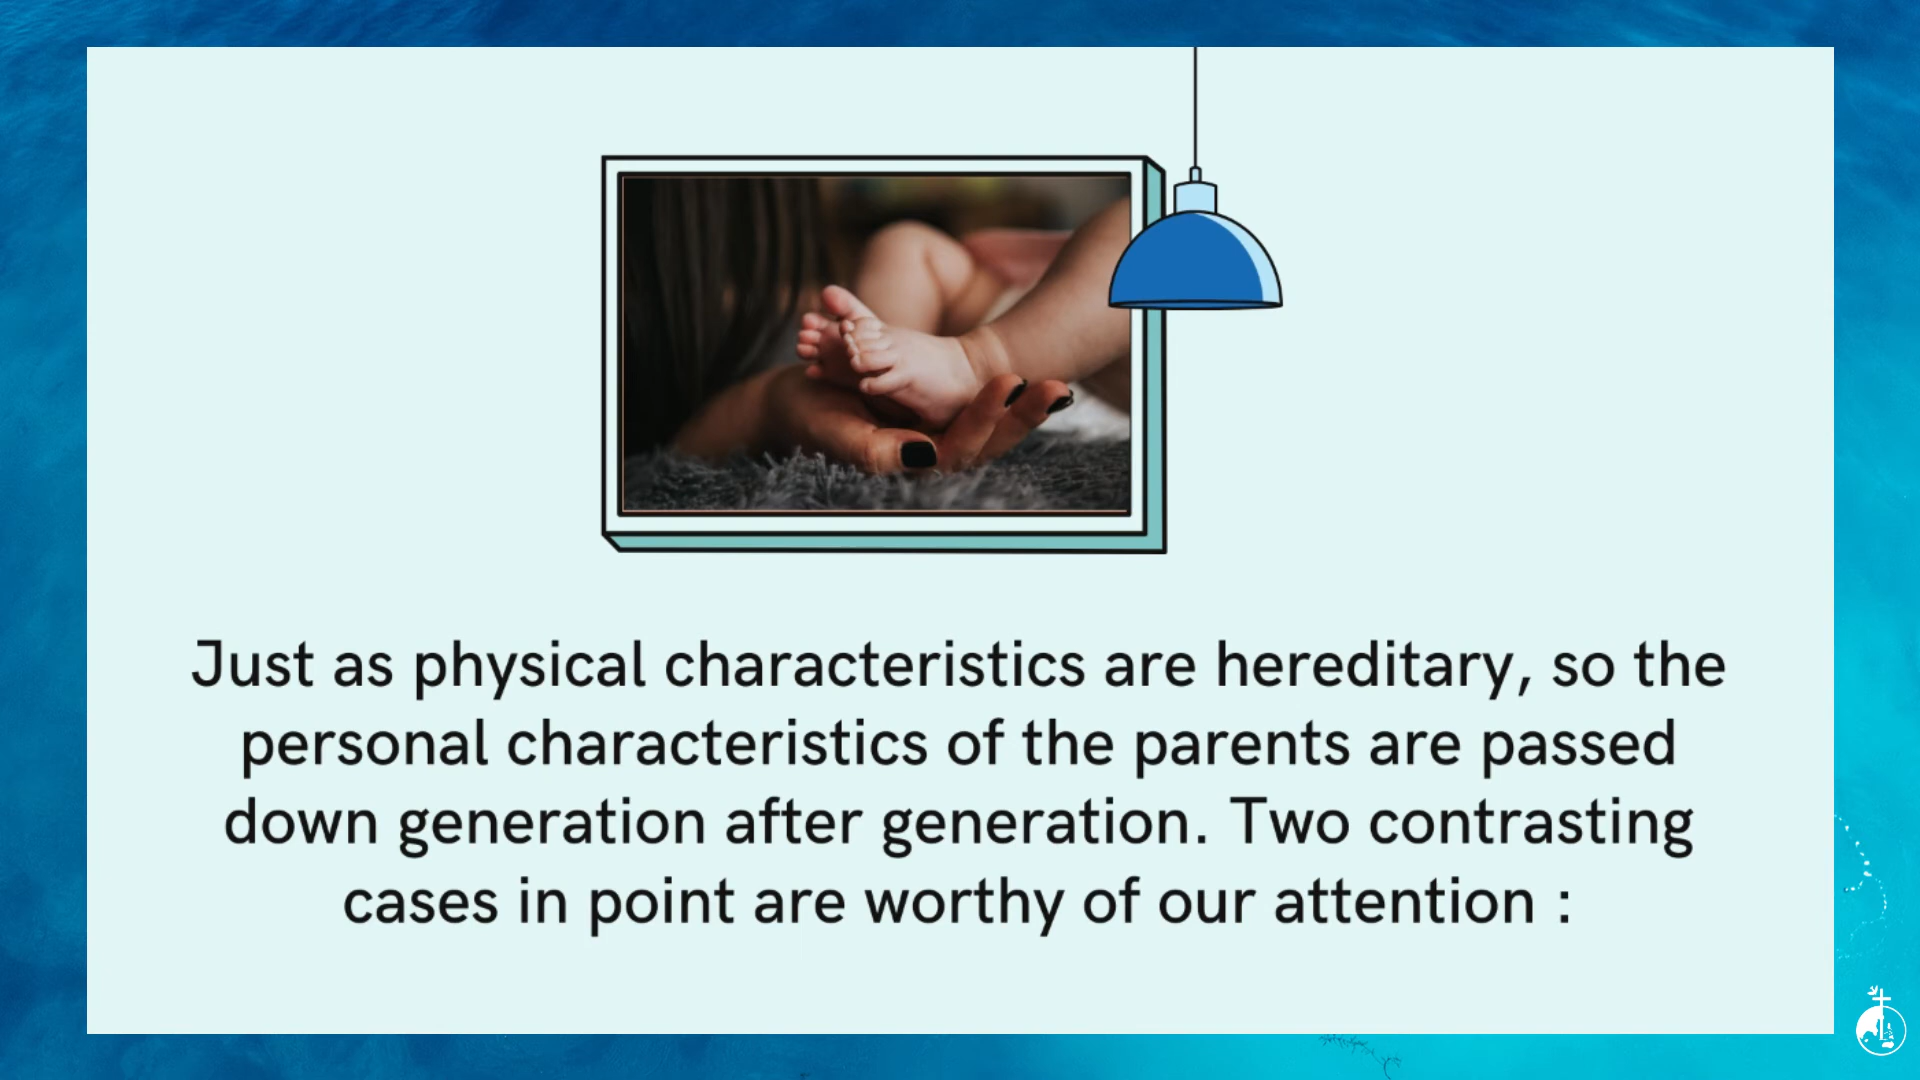 Just as physical characteristics are hereditary, so the
personal characteristics of the parents are passed
down generation after generation. Two contrasting
cases in point are worthy of our attention :